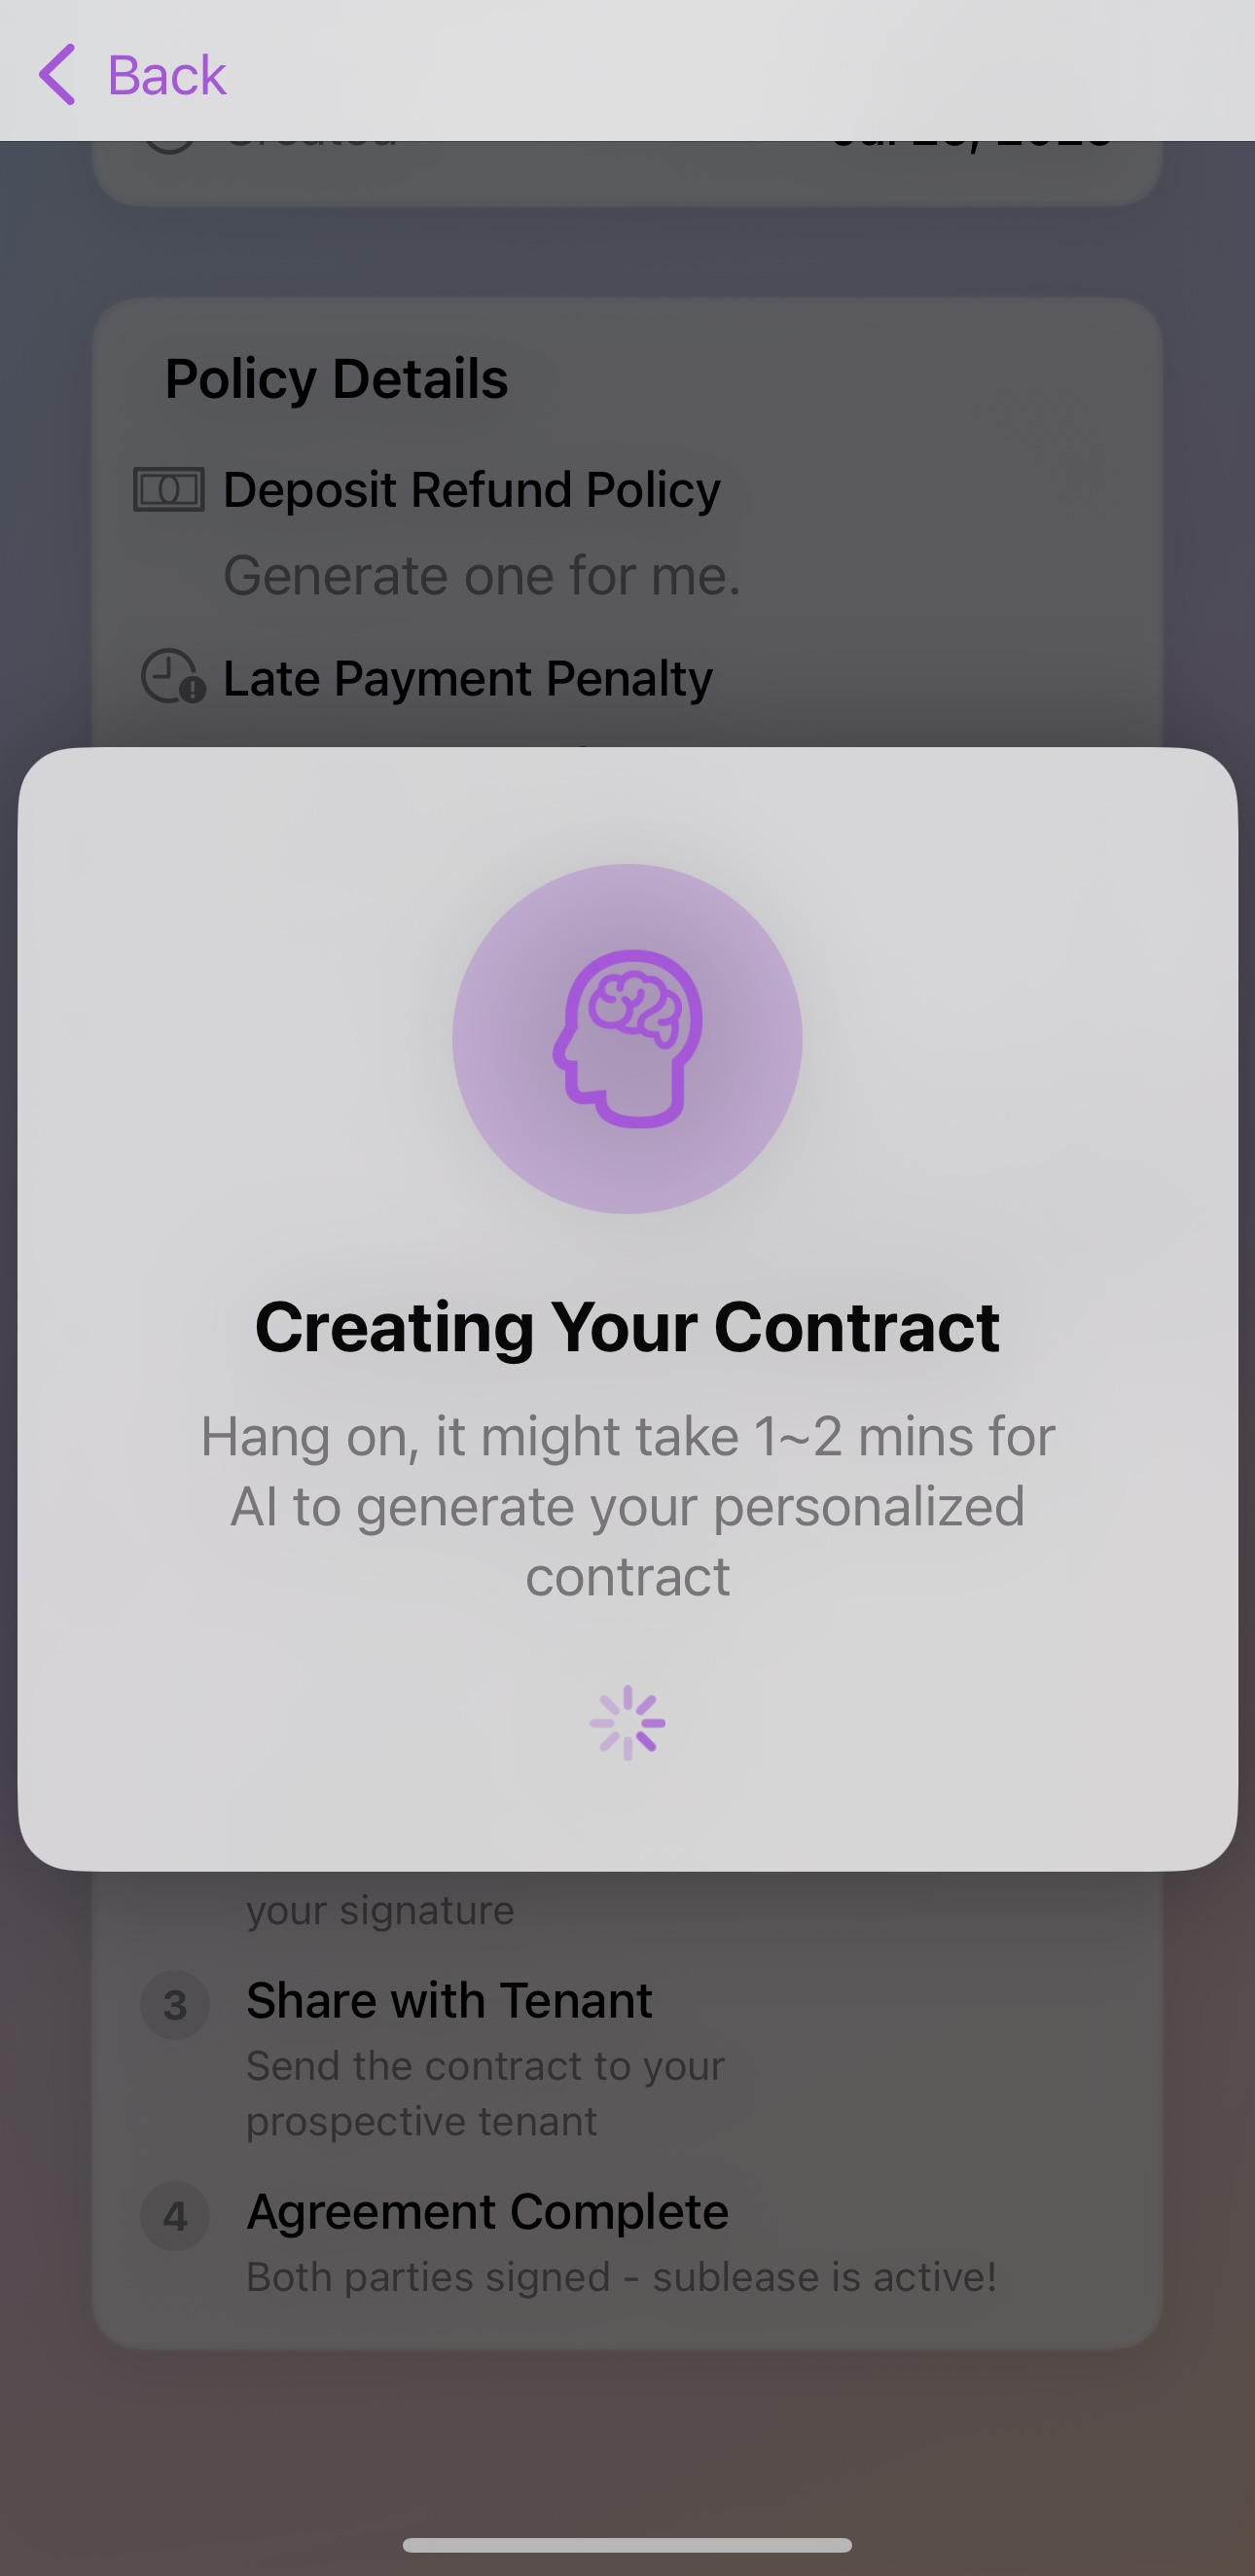 Back
Created
Policy Details
Deposit Refund Policy
Generate one for me.
Late Payment Penalty
Creating Your Contract
Hang on, it might take 1~2 mins for
AI to generate your personalized
contract
your signature
3
Share with Tenant
Send the contract to your
prospective tenant
4
Agreement Complete
Both parties signed - sublease is active!